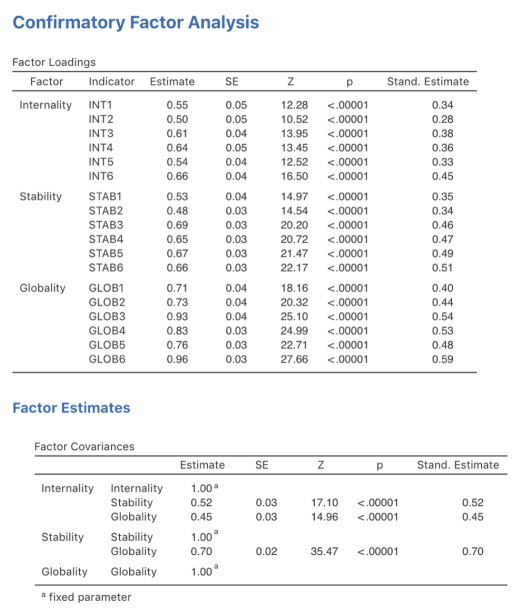 Confirmatory Factor Analysis
Factor Loadings
Factor Indicator Estimate SE Z p Stand. Estimate
Internality INT1 0.55 0.05 12.28 <.00001 0.34
INT2 0.50 0.05 10.52 <.00001 0.28
INT3 0.61 0.04 13.95 <.00001 0.38
INT4 0.64 0.05 13.45 <.00001 0.36
INT5 0.54 0.04 12.52 <.00001 0.33
INT6 0.66 0.04 16.50 <.00001 0.45
Stability STAB1 0.53 0.04 14.97 <.00001 0.35
STAB2 0.48 0.03 14.54 <.00001 0.34
STAB3 0.69 0.03 20.20 <.00001 0.46
STAB4 0.65 0.03 20.72 <.00001 0.47
STAB5 0.67 0.03 21.47 <.00001 0.49
STAB6 0.66 0.03 22.17 <.00001 0.51
Globality GLOB1 0.71 0.04 18.16 <.00001 0.40
GLOB2 0.73 0.04 20.32 <.00001 0.44
GLOB3 0.93 0.04 25.10 <.00001 0.54
GLOB4 0.83 0.03 24.99 <.00001 0.53
GLOB5 0.76 0.03 22.71 <.00001 0.48
GLOB6 0.96 0.03 27.66 <.00001 0.59
Factor Estimates
Factor Covariances
Estimate SE Z p Stand. Estimate
Internality Internality 1.00 ᵃ
Stability 0.52 0.03 17.10 <.00001 0.52
Globality 0.45 0.03 14.96 <.00001 0.45
Stability Stability 1.00 ᵃ
Globality 0.70 0.02 35.47 <.00001 0.70
Globality Globality 1.00 ᵃ
ᵃ fixed parameter